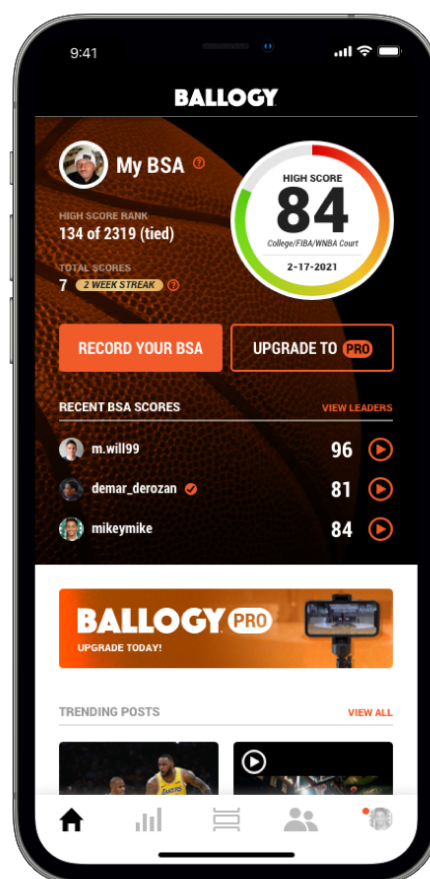 9:41
BALLOGY
My BSA
HIGH SCORE RANK
134 of 2319 (tied)
TOTAL SCORES
7 2 WEEK STREAK
HIGH SCORE
84
College/FIBA/WNBA Court
2-17-2021
RECORD YOUR BSA
UPGRADE TO PRO
RECENT BSA SCORES VIEW LEADERS
m.will99 96
demar_derozan 81
mikeymike 84
BALLOGY PRO
UPGRADE TODAY!
TRENDING POSTS VIEW ALL